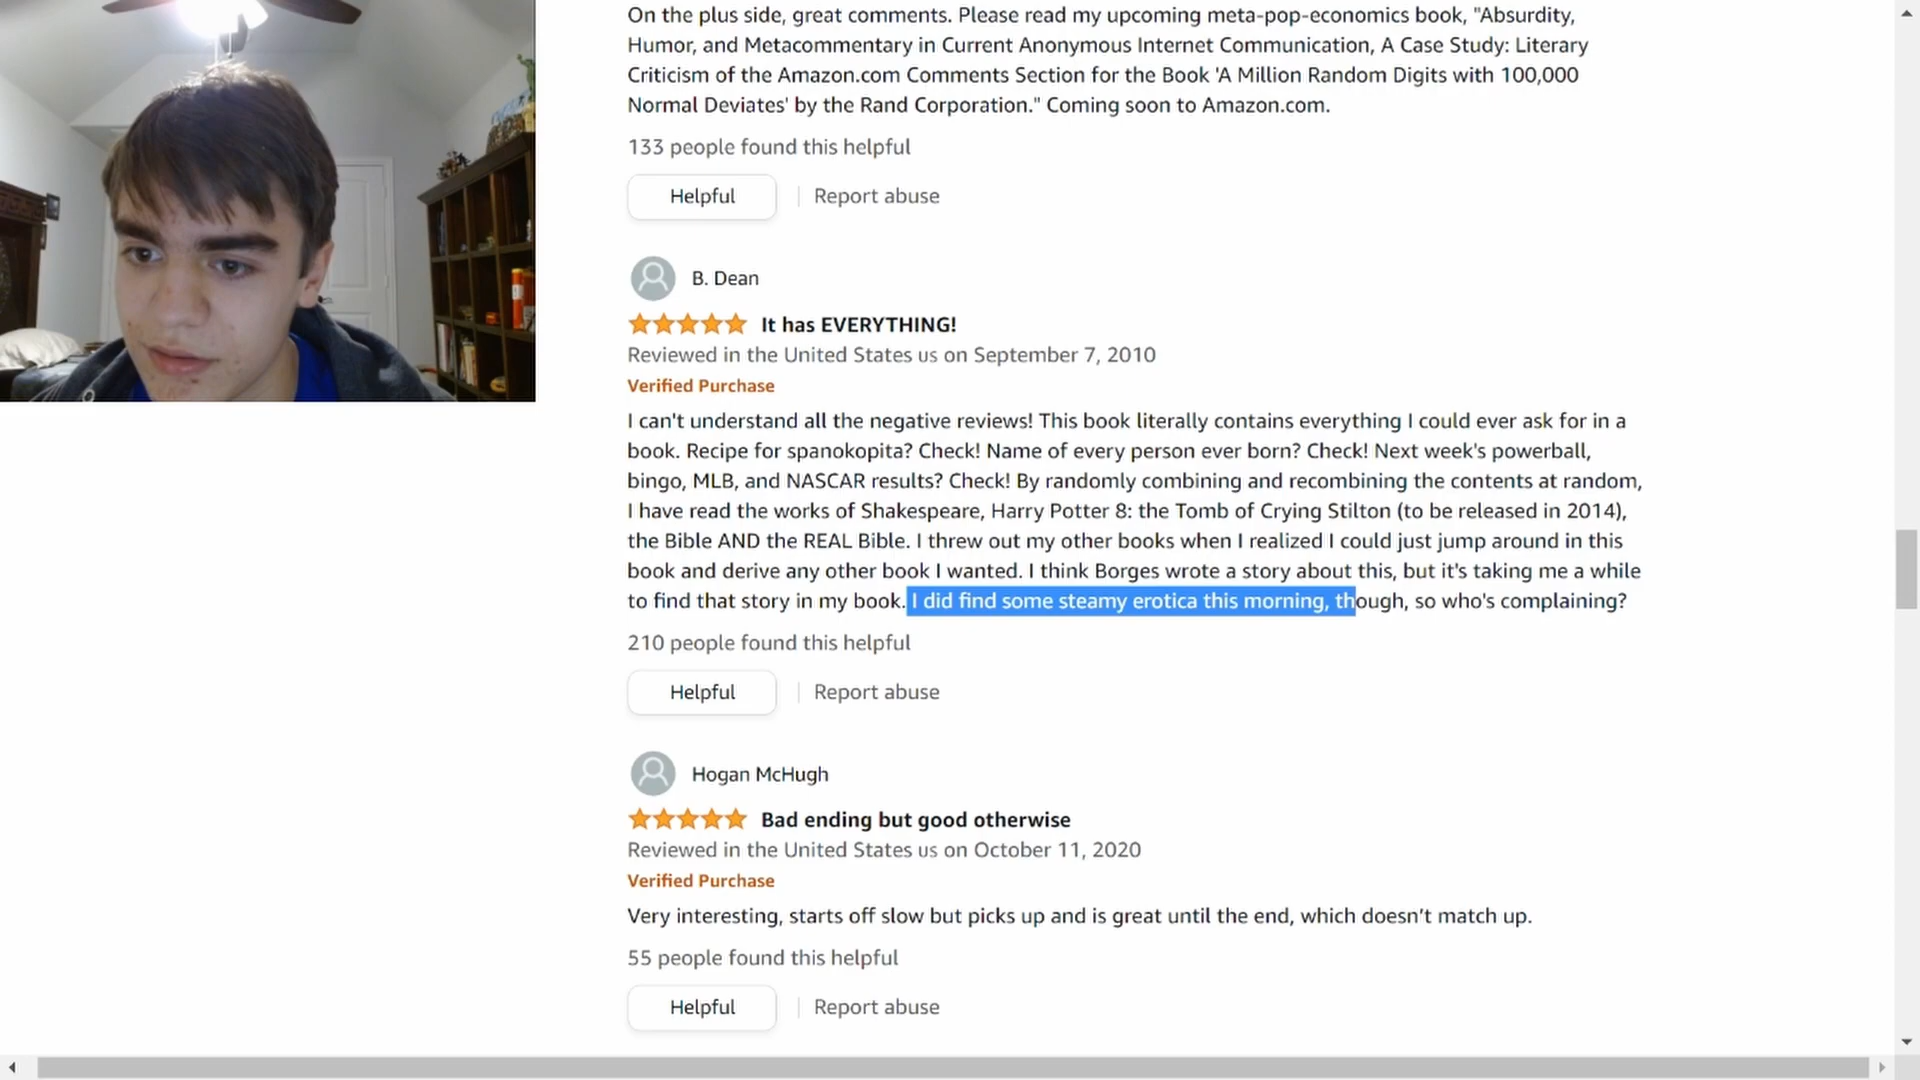 On the plus side, great comments. Please read my upcoming meta-pop-economics book, "Absurdity,
Humor, and Metacommentary in Current Anonymous Internet Communication, A Case Study: Literary
Criticism of the Amazon.com Comments Section for the Book 'A Million Random Digits with 100,000
Normal Deviates' by the Rand Corporation." Coming soon to Amazon.com.
133 people found this helpful
Helpful | Report abuse
B. Dean
It has EVERYTHING!
Reviewed in the United States us on September 7, 2010
Verified Purchase
I can't understand all the negative reviews! This book literally contains everything I could ever ask for in a
book. Recipe for spanokopita? Check! Name of every person ever born? Check! Next week's powerball,
bingo, MLB, and NASCAR results? Check! By randomly combining and recombining the contents at random,
I have read the works of Shakespeare, Harry Potter 8: the Tomb of Crying Stilton (to be released in 2014),
the Bible AND the REAL Bible. I threw out my other books when I realized I could just jump around in this
book and derive any other book I wanted. I think Borges wrote a story about this, but it's taking me a while
to find that story in my book. I did find some steamy erotica this morning, though, so who's complaining?
210 people found this helpful
Helpful | Report abuse
Hogan McHugh
Bad ending but good otherwise
Reviewed in the United States us on October 11, 2020
Verified Purchase
Very interesting, starts off slow but picks up and is great until the end, which doesn’t match up.
55 people found this helpful
Helpful | Report abuse